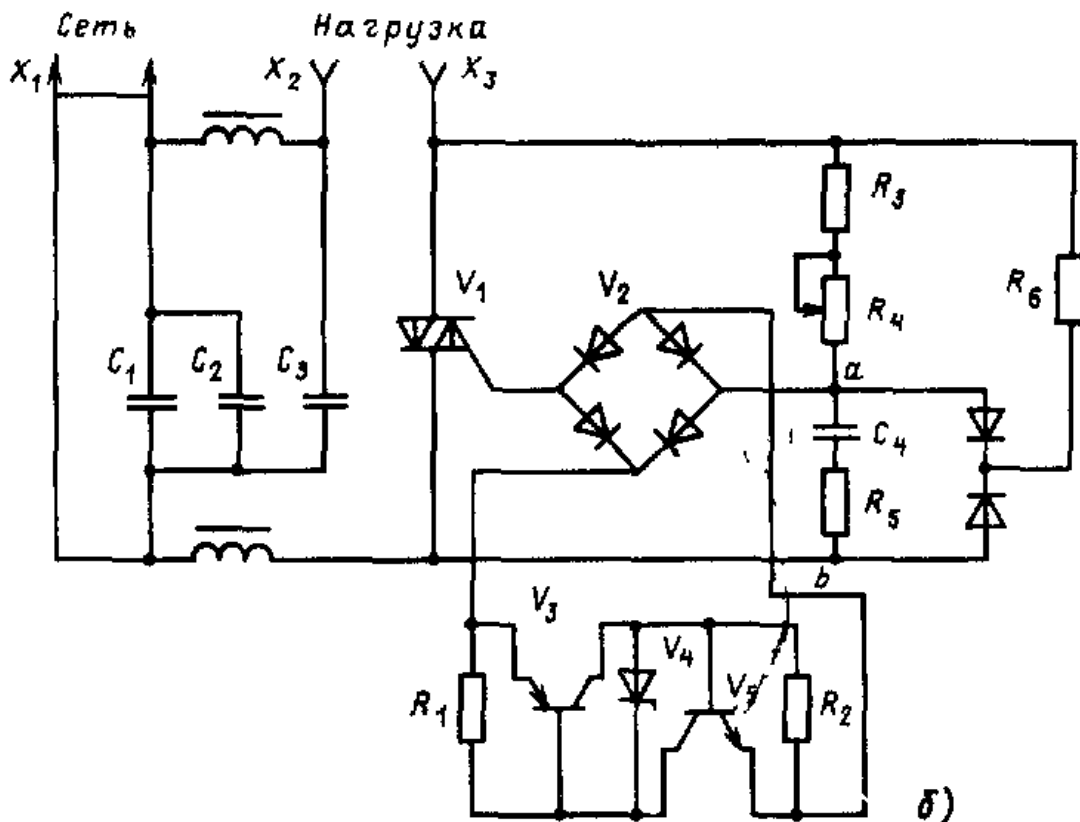 Сеть Нагрузка
X₁ X₂ X₃
R₃
V₁ V₂ R₄ R₆
C₁ C₂ C₃ a
C₄
R₅
b
V₃
V₄
R₁ V₅ R₂
б)